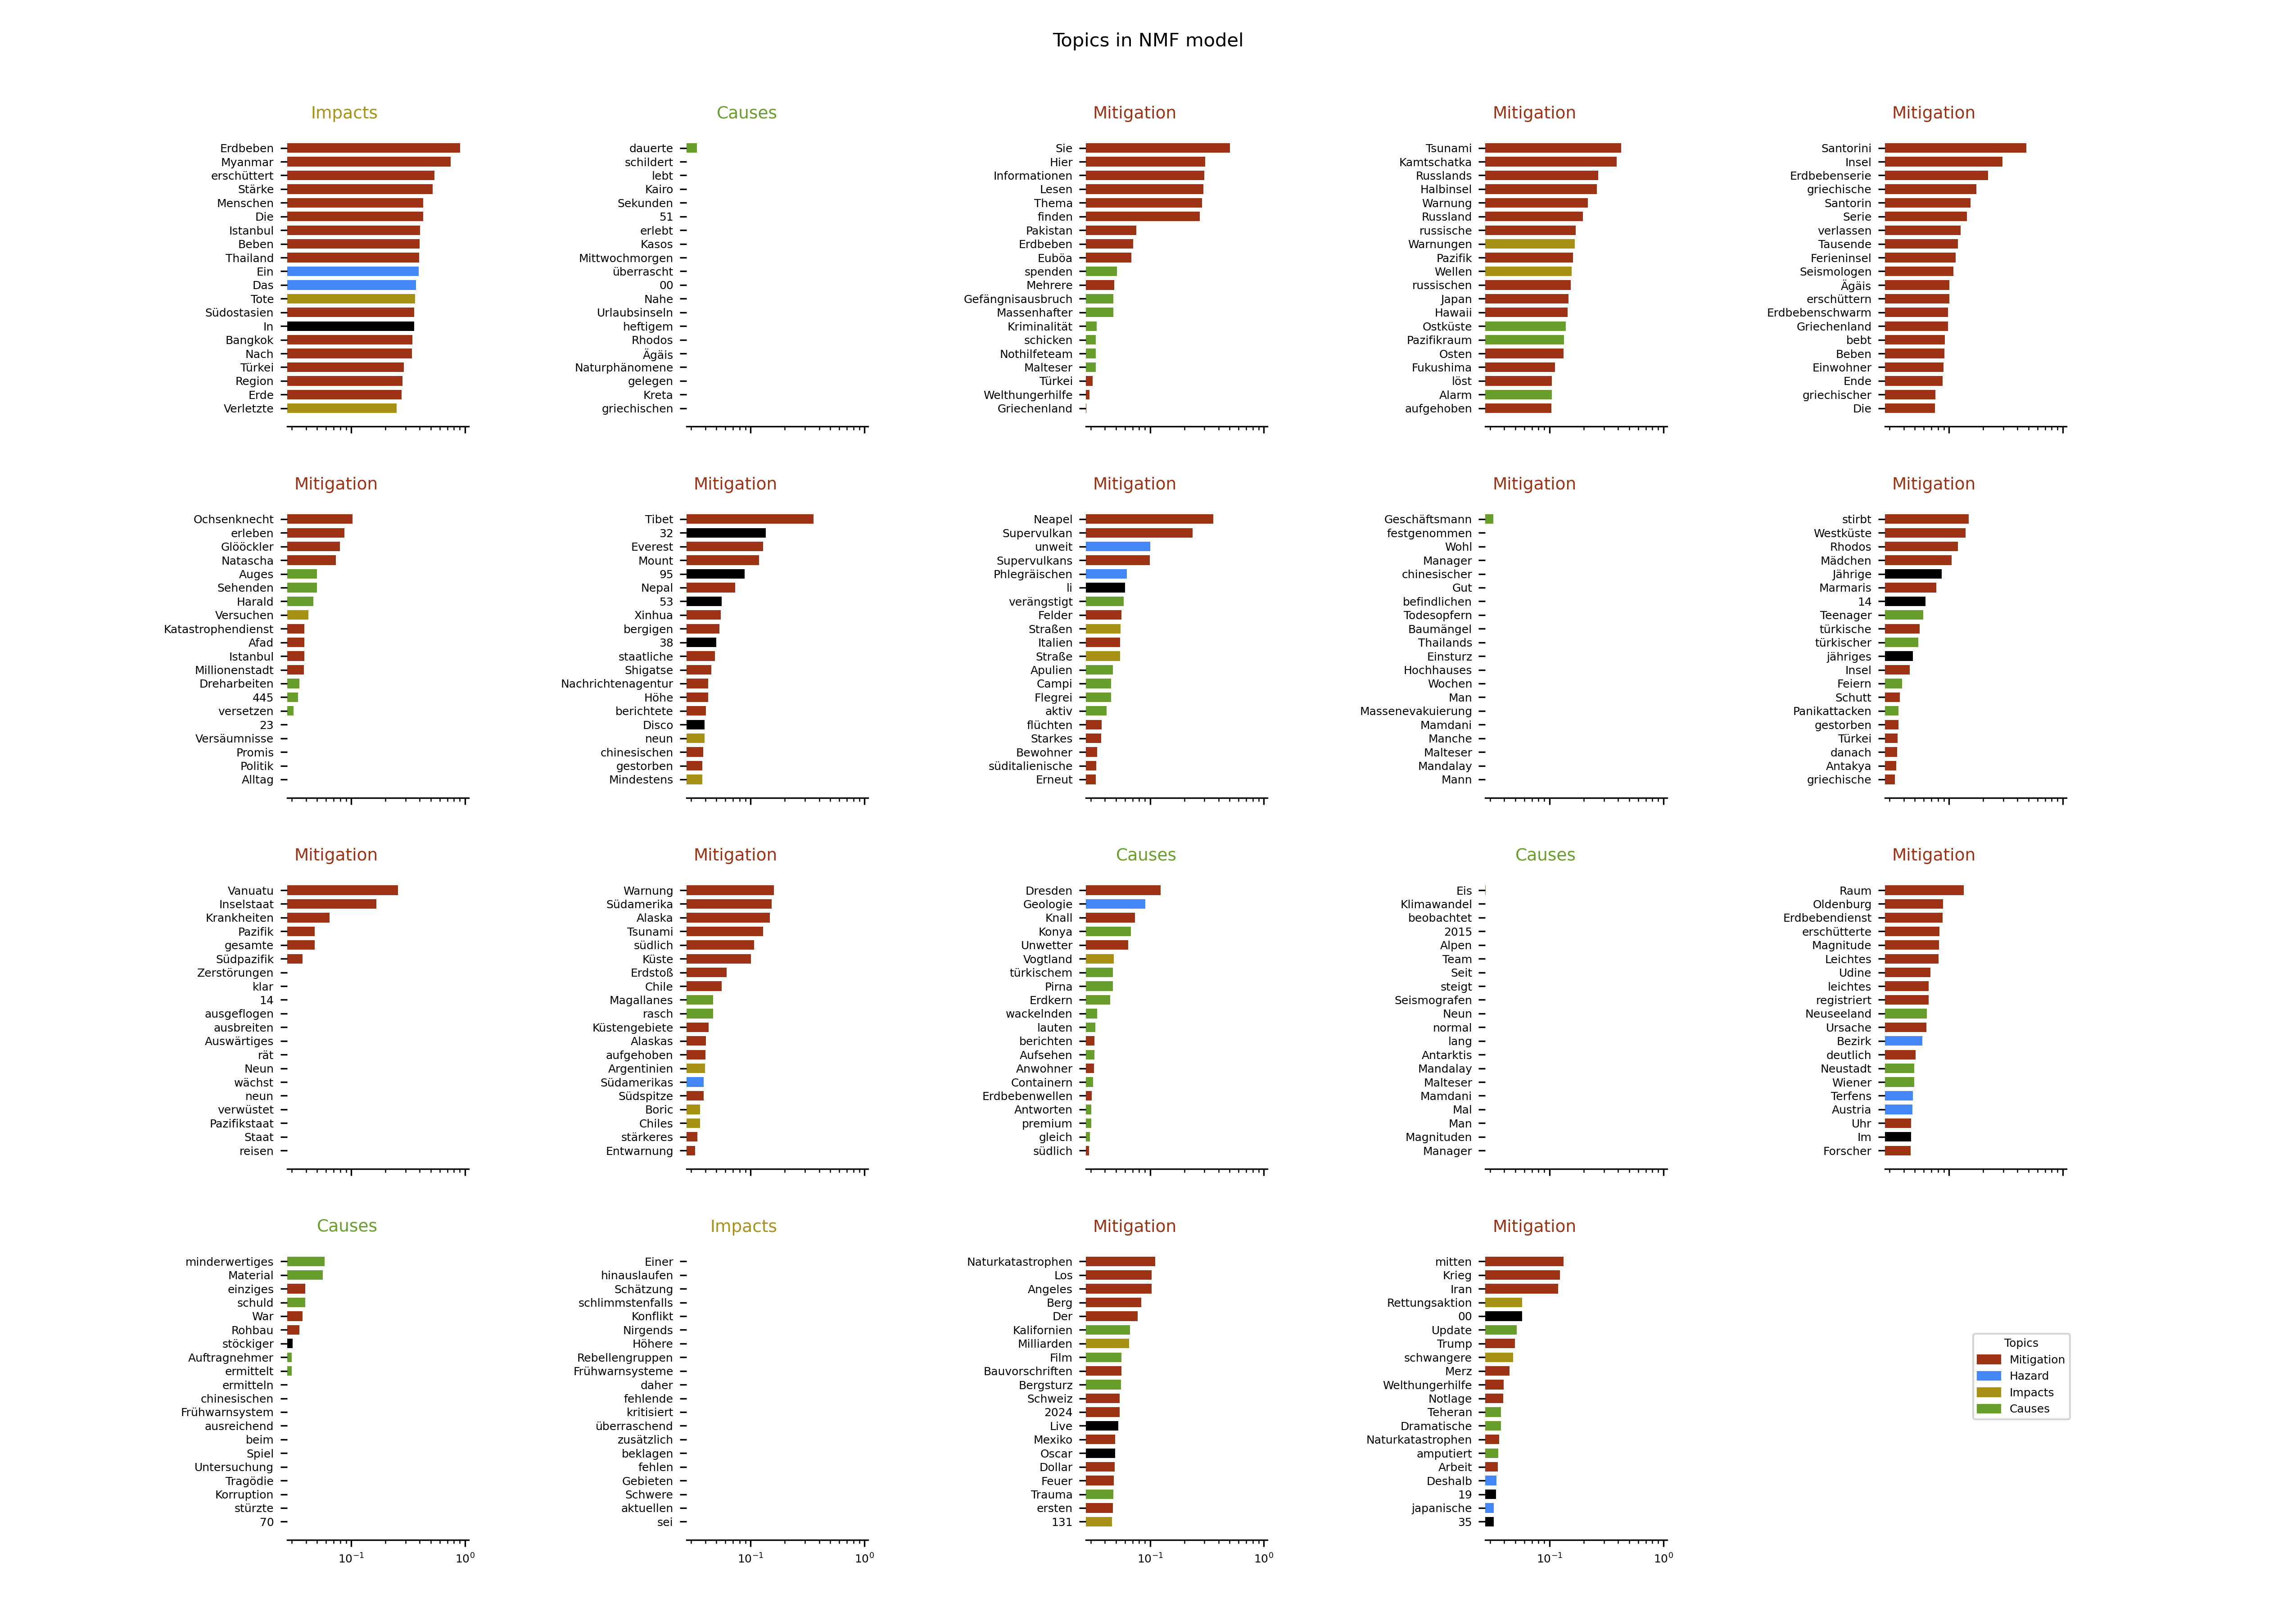 Topics in NMF model
Impacts
Erdbeben
Myanmar
erschüttert
Stärke
Menschen
Die
Istanbul
Beben
Thailand
Ein
Das
Tote
Südostasien
In
Bangkok
Nach
Türkei
Region
Erde
Verletzte
Causes
dauerte
schildert
lebt
Kairo
Sekunden
51
erlebt
Kasos
Mittwochmorgen
überrascht
00
Nahe
Urlaubsinseln
heftigem
Rhodos
Ägäis
Naturphänomene
gelegen
Kreta
griechischen
Mitigation
Sie
Hier
Informationen
Lesen
Thema
finden
Pakistan
Erdbeben
Euböa
spenden
Mehrere
Gefängnisausbruch
Massenhafter
Kriminalität
schicken
Nothilfeteam
Malteser
Türkei
Welthungerhilfe
Griechenland
Mitigation
Tsunami
Kamtschatka
Russlands
Halbinsel
Warnung
Russland
russische
Warnungen
Pazifik
Wellen
russischen
Japan
Hawaii
Ostküste
Pazifikraum
Osten
Fukushima
löst
Alarm
aufgehoben
Mitigation
Santorini
Insel
Erdbebenserie
griechische
Santorin
Serie
verlassen
Tausende
Ferieninsel
Seismologen
Ägäis
erschüttern
Erdbebenschwarm
Griechenland
bebt
Beben
Einwohner
Ende
griechischer
Die
Mitigation
Ochsenknecht
erleben
Glööckler
Natascha
Auges
Sehenden
Harald
Versuchen
Katastrophendienst
Afad
Istanbul
Millionenstadt
Dreharbeiten
445
versetzen
23
Versäumnisse
Promis
Politik
Alltag
Mitigation
Tibet
32
Everest
Mount
95
Nepal
53
Xinhua
bergigen
38
staatliche
Shigatse
Nachrichtenagentur
Höhe
berichtete
Disco
neun
chinesischen
gestorben
Mindestens
Mitigation
Neapel
Supervulkan
unweit
Supervulkans
Phlegräischen
li
verängstigt
Felder
Straßen
Italien
Straße
Apulien
Campi
Flegrei
aktiv
flüchten
Starkes
Bewohner
süditalienische
Erneut
Mitigation
Geschäftsmann
festgenommen
Wohl
Manager
chinesischer
Gut
befindlichen
Todesopfern
Baumängel
Thailands
Einsturz
Hochhauses
Wochen
Man
Massenevakuierung
Mamdani
Manche
Malteser
Mandalay
Mann
Mitigation
stirbt
Westküste
Rhodos
Mädchen
Jährige
Marmaris
14
Teenager
türkische
türkischer
jähriges
Insel
Feiern
Schutt
Panikattacken
gestorben
Türkei
danach
Antakya
griechische
Mitigation
Vanuatu
Inselstaat
Krankheiten
Pazifik
gesamte
Südpazifik
Zerstörungen
klar
14
ausgeflogen
ausbreiten
Auswärtiges
rät
Neun
wächst
neun
verwüstet
Pazifikstaat
Staat
reisen
Mitigation
Warnung
Südamerika
Alaska
Tsunami
südlich
Küste
Erdstoß
Chile
Magallanes
rasch
Küstengebiete
Alaskas
aufgehoben
Argentinien
Südamerikas
Südspitze
Boric
Chiles
stärkeres
Entwarnung
Causes
Dresden
Geologie
Knall
Konya
Unwetter
Vogtland
türkischem
Pirna
Erdkern
wackelnden
lauten
berichten
Aufsehen
Anwohner
Containern
Erdbebenwellen
Antworten
premium
gleich
südlich
Causes
Eis
Klimawandel
beobachtet
2015
Alpen
Team
Seit
steigt
Seismografen
Neun
normal
lang
Antarktis
Mandalay
Malteser
Mamdani
Mal
Man
Magnituden
Manager
Mitigation
Raum
Oldenburg
Erdbebendienst
erschütterte
Magnitude
Leichtes
Udine
leichtes
registriert
Neuseeland
Ursache
Bezirk
deutlich
Neustadt
Wiener
Terfens
Austria
Uhr
Im
Forscher
Causes
minderwertiges
Material
einziges
schuld
War
Rohbau
stöckiger
Auftragnehmer
ermittelt
ermitteln
chinesischen
Frühwarnsystem
ausreichend
beim
Spiel
Untersuchung
Tragödie
Korruption
stürzte
70
10⁻¹ 10⁰
Impacts
Einer
hinauslaufen
Schätzung
schlimmstenfalls
Konflikt
Nirgends
Höhere
Rebellengruppen
Frühwarnsysteme
daher
fehlende
kritisiert
überraschend
zusätzlich
beklagen
fehlen
Gebieten
Schwere
aktuellen
sei
10⁻¹ 10⁰
Mitigation
Naturkatastrophen
Los
Angeles
Berg
Der
Kalifornien
Milliarden
Film
Bauvorschriften
Bergsturz
Schweiz
2024
Live
Mexiko
Oscar
Dollar
Feuer
Trauma
ersten
131
10⁻¹ 10⁰
Mitigation
mitten
Krieg
Iran
Rettungsaktion
00
Update
Trump
schwangere
Merz
Welthungerhilfe
Notlage
Teheran
Dramatische
Naturkatastrophen
amputiert
Arbeit
Deshalb
19
japanische
35
10⁻¹ 10⁰
Topics
Mitigation
Hazard
Impacts
Causes